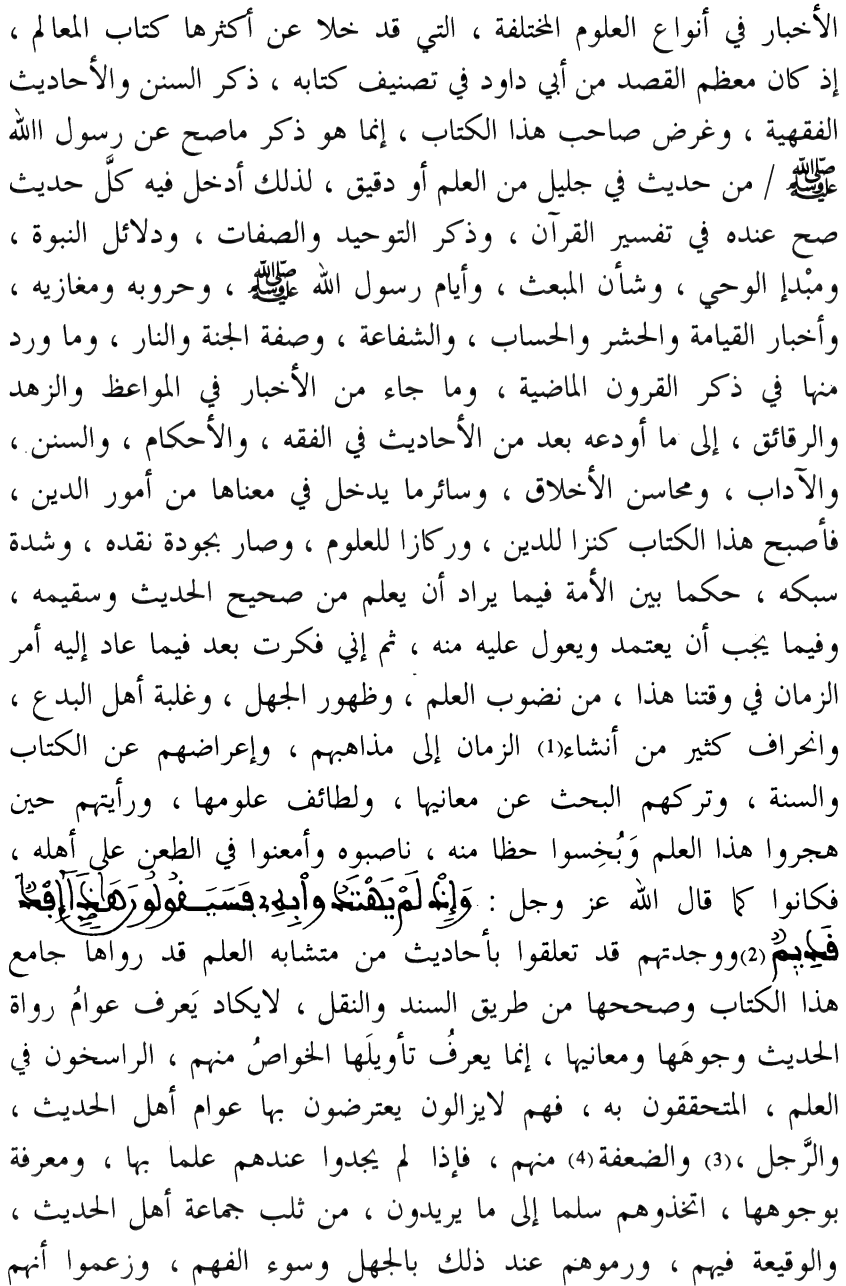 الأخبار في أنواع العلوم المختلفة ، التي قد خلا عن أكثرها كتاب المعالم ،
إذ كان معظم القصد من أبي داود في تصنيف كتابه ، ذكر السنن والأحاديث
الفقهية ، وغرض صاحب هذا الكتاب ، إنما هو ذكر ماصح عن رسول االله
ﷺ / من حديث في جليل من العلم أو دقيق ، لذلك أدخل فيه كلَّ حديث
صح عنده في تفسير القرآن ، وذكر التوحيد والصفات ، ودلائل النبوة ،
ومبْدإ الوحي ، وشأن المبعث ، وأيام رسول الله ﷺ ، وحروبه ومغازيه ،
وأخبار القيامة والحشر والحساب ، والشفاعة ، وصفة الجنة والنار ، وما ورد
منها في ذكر القرون الماضية ، وما جاء من الأخبار في المواعظ والزهد
والرقائق ، إلى ما أودعه بعد من الأحاديث في الفقه ، والأحكام ، والسنن ،
والآداب ، ومحاسن الأخلاق ، وسائرما يدخل في معناها من أمور الدين ،
فأصبح هذا الكتاب كنزا للدين ، وركازا للعلوم ، وصار بجودة نقده ، وشدة
سبكه ، حكما بين الأمة فيما يراد أن يعلم من صحيح الحديث وسقيمه ،
وفيما يجب أن يعتمد ويعول عليه منه ، ثم إني فكرت بعد فيما عاد إليه أمر
الزمان في وقتنا هذا ، من نضوب العلم ، وظهور الجهل ، وغلبة أهل البدع ،
وانحراف كثير من أنشاء(1) الزمان إلى مذاهبهم ، وإعراضهم عن الكتاب
والسنة ، وتركهم البحث عن معانيها ، ولطائف علومها ، ورأيتهم حين
هجروا هذا العلم وَبُخِسوا حظا منه ، ناصبوه وأمعنوا في الطعن على أهله ،
فكانوا كما قال الله عز وجل : وَإِذْ لَمْ يَهْتَدُوا بِهِ فَسَيَقُولُونَ هَٰذَا إِفْكٌ
قَدِيمٌ (2)ووجدتهم قد تعلقوا بأحاديث من متشابه العلم قد رواها جامع
هذا الكتاب وصححها من طريق السند والنقل ، لايكاد يَعرف عوامُ رواة
الحديث وجوهَها ومعانيها ، إنما يعرفُ تأويلَها الخواصُ منهم ، الراسخون في
العلم ، المتحققون به ، فهم لايزالون يعترضون بها عوام أهل الحديث ،
والرَّجل ،(3) والضعفة(4) منهم ، فإذا لم يجدوا عندهم علما بها ، ومعرفة
بوجوهها ، اتخذوهم سلما إلى ما يريدون ، من ثلب جماعة أهل الحديث ،
والوقيعة فيهم ، ورموهم عند ذلك بالجهل وسوء الفهم ، وزعموا أنهم